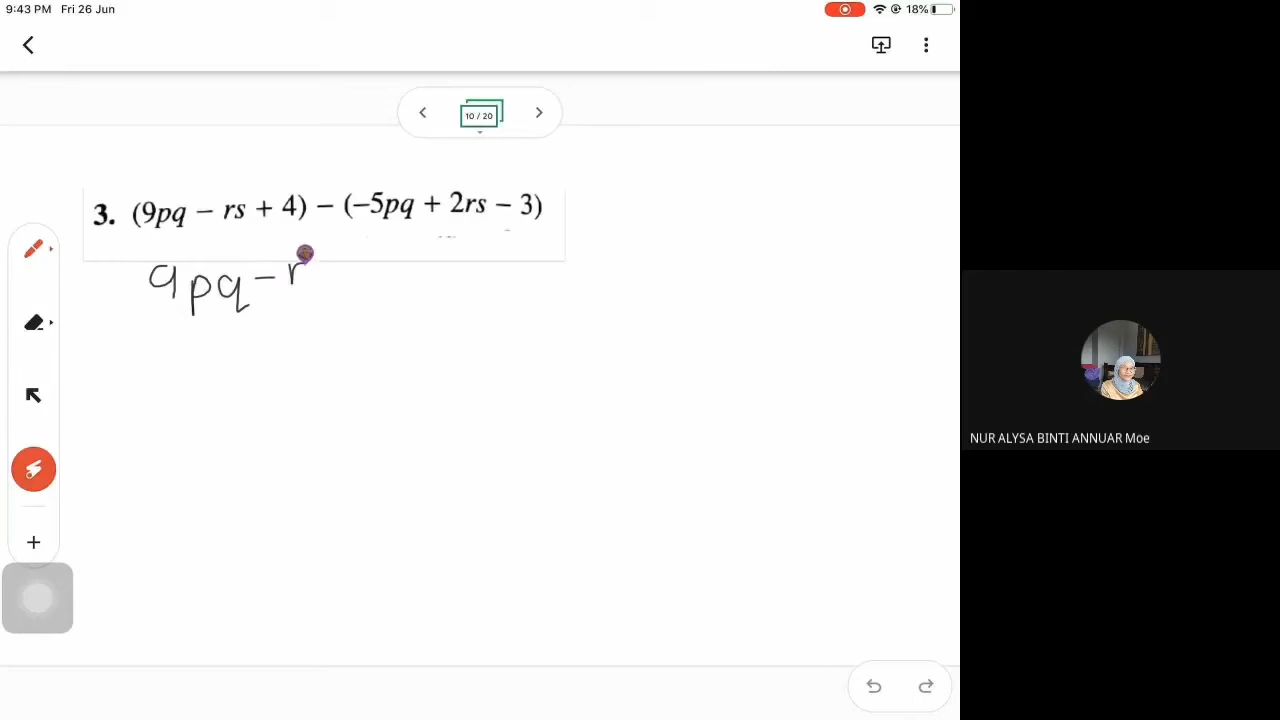 9:43 PM Fri 26 Jun
18%
10 / 20
3. (9pq − rs + 4) − (−5pq + 2rs − 3)
9pq − r
NUR ALYSA BINTI ANNUAR Moe